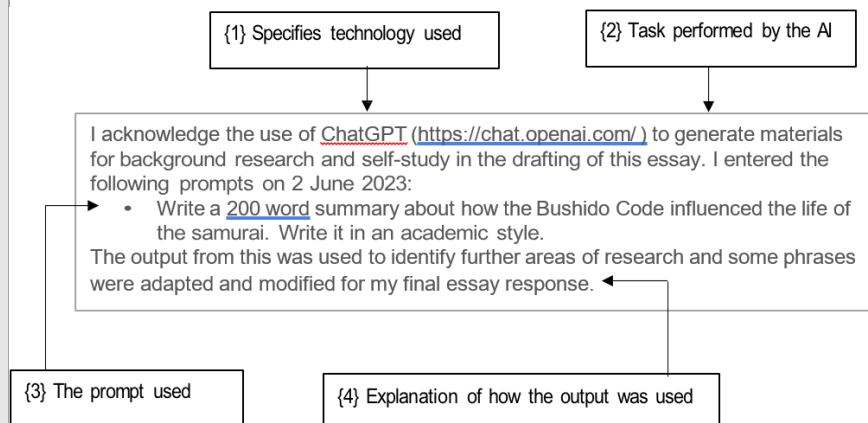 {1} Specifies technology used
{2} Task performed by the AI
I acknowledge the use of ChatGPT (https://chat.openai.com/ ) to generate materials
for background research and self-study in the drafting of this essay. I entered the
following prompts on 2 June 2023:
• Write a 200 word summary about how the Bushido Code influenced the life of
the samurai. Write it in an academic style.
The output from this was used to identify further areas of research and some phrases
were adapted and modified for my final essay response.
{3} The prompt used
{4} Explanation of how the output was used